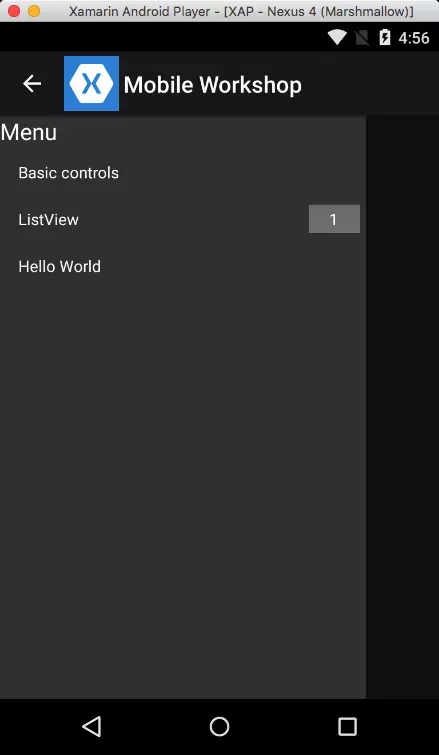 Xamarin Android Player - [XAP - Nexus 4 (Marshmallow)]
4:56
Mobile Workshop
Menu
Basic controls
ListView 1
Hello World